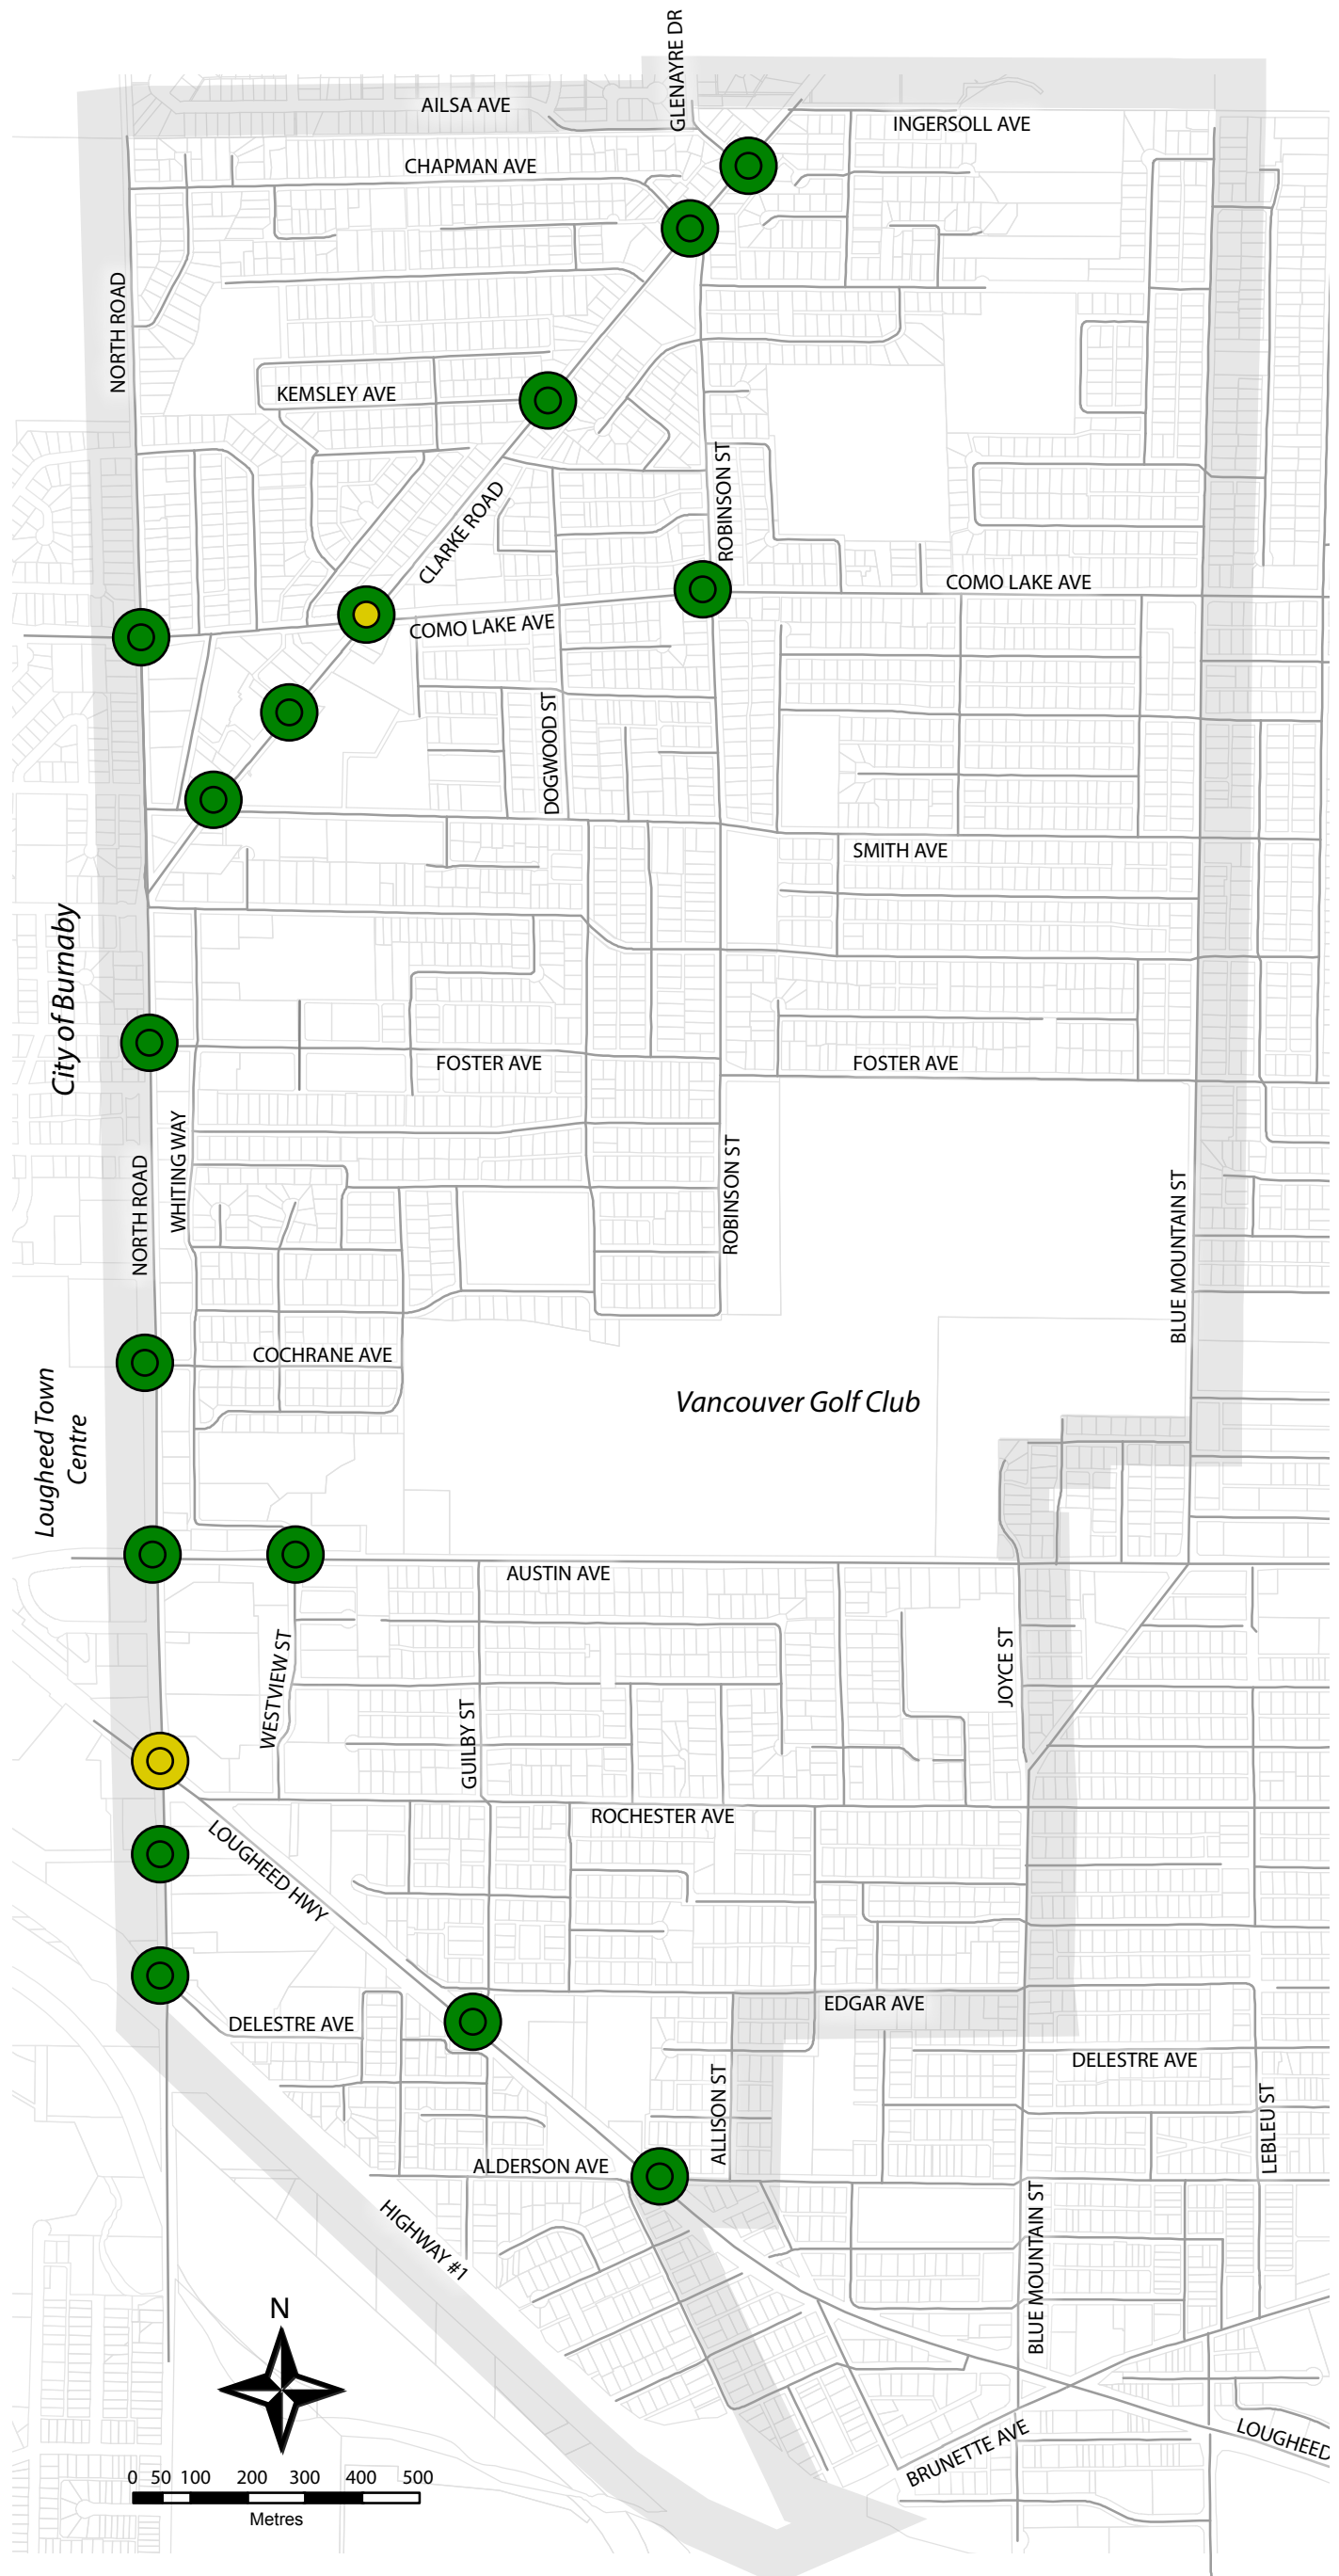 GLENAYRE DR
AILSA AVE
INGERSOLL AVE
CHAPMAN AVE
NORTH ROAD
KEMSLEY AVE
ROBINSON ST
CLARKE ROAD
COMO LAKE AVE
COMO LAKE AVE
DOGWOOD ST
SMITH AVE
City of Burnaby
FOSTER AVE
FOSTER AVE
WHITING WAY
NORTH ROAD
ROBINSON ST
BLUE MOUNTAIN ST
COCHRANE AVE
Lougheed Town
Centre
Vancouver Golf Club
AUSTIN AVE
WESTVIEW ST
JOYCE ST
GUILBY ST
ROCHESTER AVE
LOUGHEED HWY
EDGAR AVE
DELESTRE AVE
DELESTRE AVE
ALLISON ST
LEBLEU ST
ALDERSON AVE
HIGHWAY #1
BLUE MOUNTAIN ST
N
BRUNETTE AVE
LOUGHEED
0 50 100 200 300 400 500
Metres